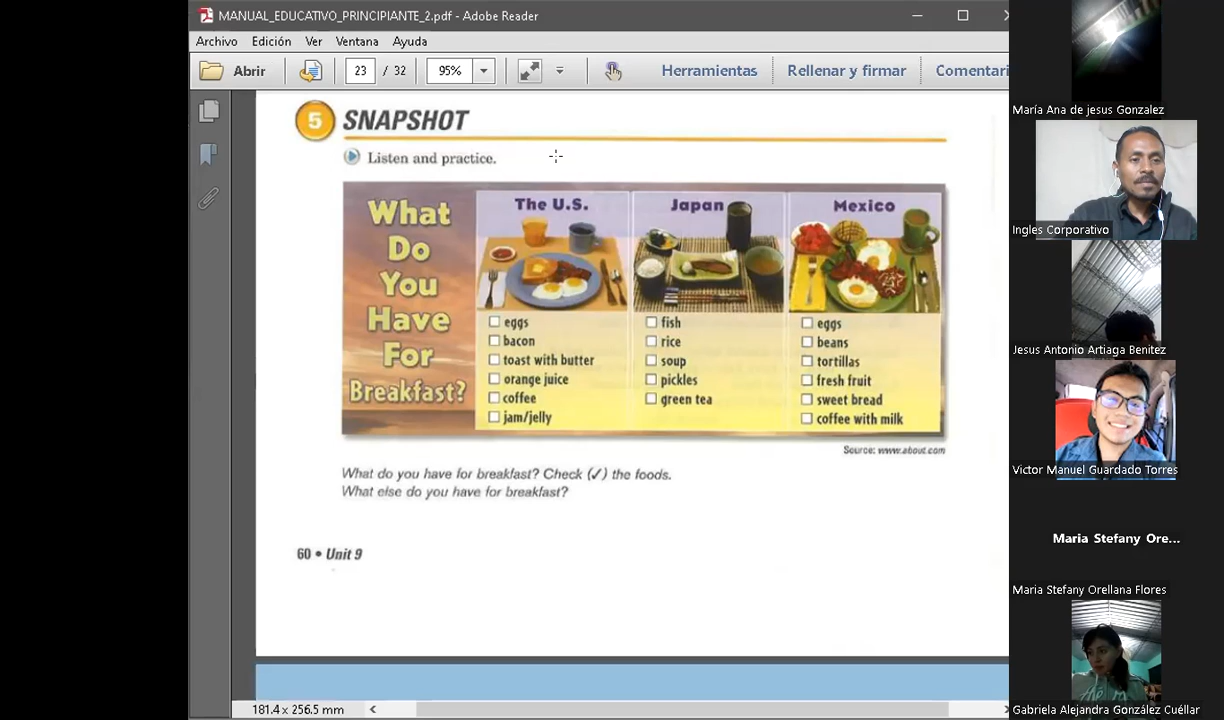 MANUAL_EDUCATIVO_PRINCIPIANTE_2.pdf - Adobe Reader
Archivo Edición Ver Ventana Ayuda
Abrir 23 / 32 95% Herramientas Rellenar y firmar Comentari
5 SNAPSHOT
Listen and practice.
What
Do
You
Have
For
Breakfast?
The U.S.
eggs
bacon
toast with butter
orange juice
coffee
jam/jelly
Japan
fish
rice
soup
pickles
green tea
Mexico
eggs
beans
tortillas
fresh fruit
sweet bread
coffee with milk
Source: www.about.com
What do you have for breakfast? Check (✓) the foods.
What else do you have for breakfast?
60 • Unit 9
181.4 x 256.5 mm
María Ana de jesus Gonzalez
Ingles Corporativo
Jesus Antonio Artiaga Benitez
Victor Manuel Guardado Torres
Maria Stefany Ore...
Maria Stefany Orellana Flores
Gabriela Alejandra González Cuéllar